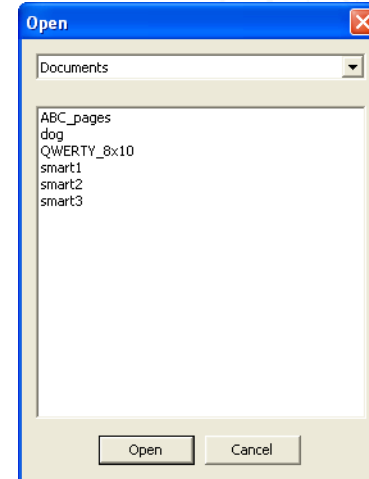 Open
Documents
ABC_pages
dog
QWERTY_8x10
smart1
smart2
smart3
Open Cancel